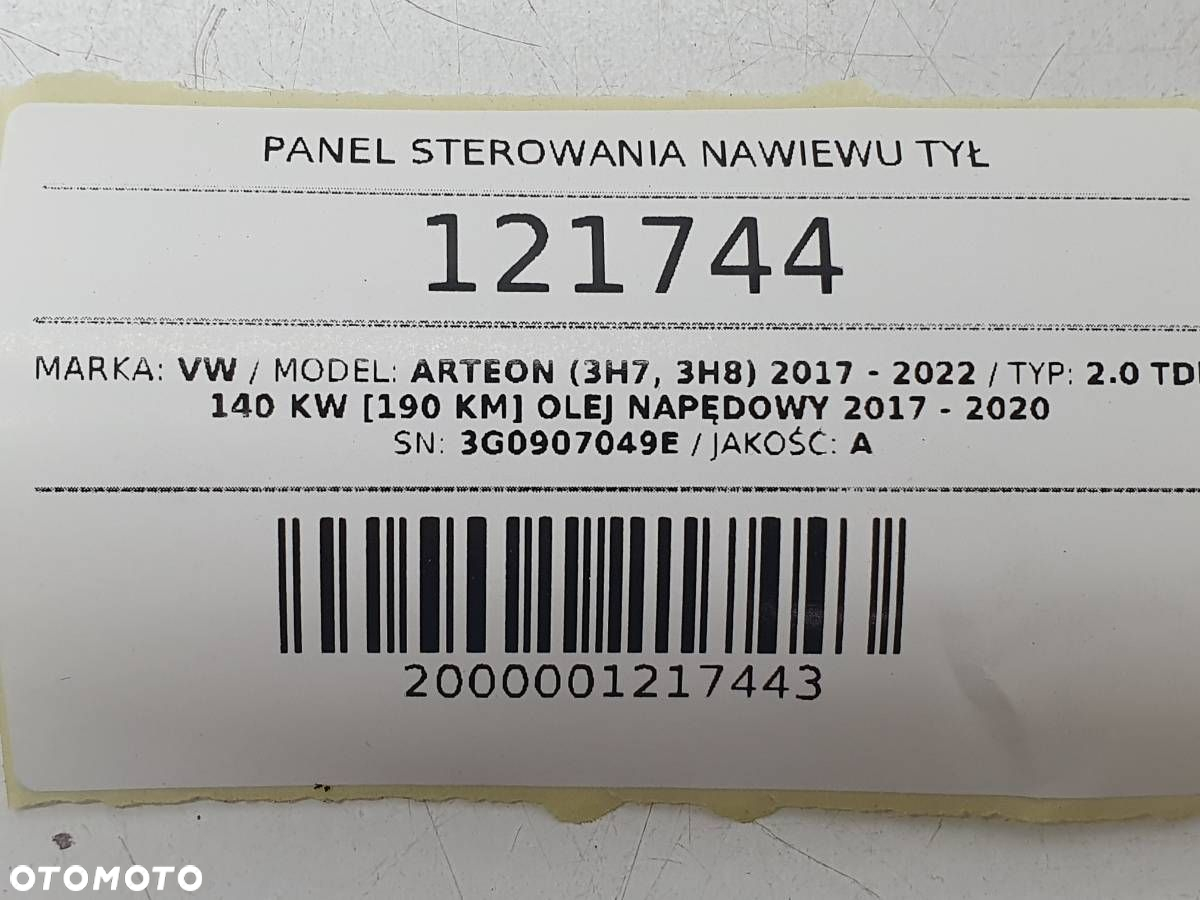 PANEL STEROWANIA NAWIEWU TYŁ
121744
MARKA: VW / MODEL: ARTEON (3H7, 3H8) 2017 - 2022 / TYP: 2.0 TDI
140 KW [190 KM] OLEJ NAPĘDOWY 2017 - 2020
SN: 3G0907049E / JAKOŚĆ: A
2000001217443
OTOMOTO